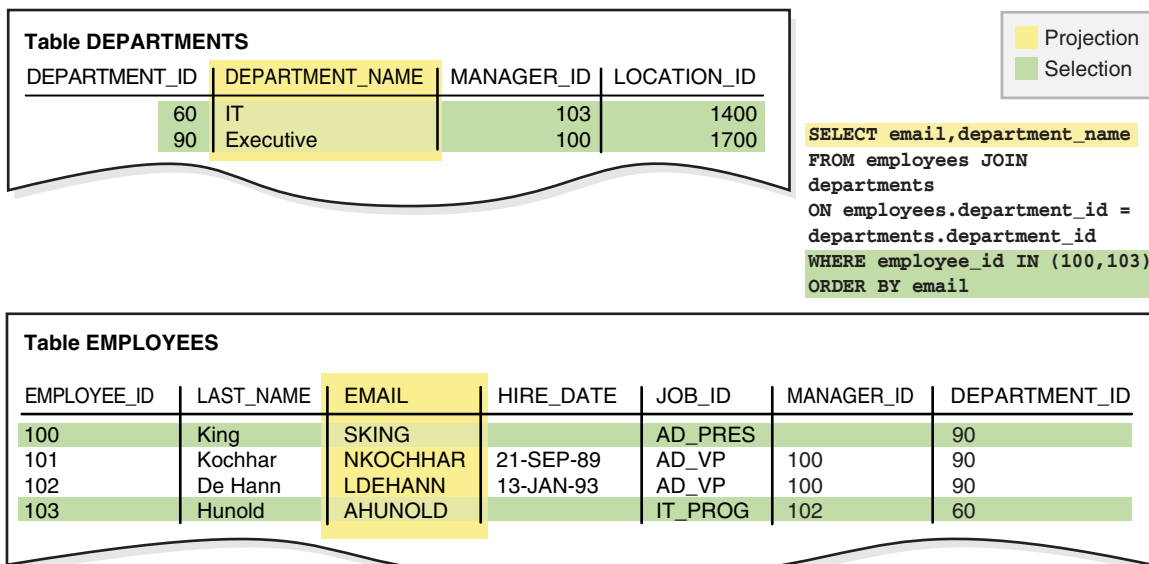 Table DEPARTMENTS
DEPARTMENT_ID DEPARTMENT_NAME MANAGER_ID LOCATION_ID
60 IT 103 1400
90 Executive 100 1700
Projection
Selection
SELECT email,department_name
FROM employees JOIN
departments
ON employees.department_id =
departments.department_id
WHERE employee_id IN (100,103)
ORDER BY email
Table EMPLOYEES
EMPLOYEE_ID LAST_NAME EMAIL HIRE_DATE JOB_ID MANAGER_ID DEPARTMENT_ID
100 King SKING AD_PRES 90
101 Kochhar NKOCHHAR 21-SEP-89 AD_VP 100 90
102 De Hann LDEHANN 13-JAN-93 AD_VP 100 90
103 Hunold AHUNOLD IT_PROG 102 60